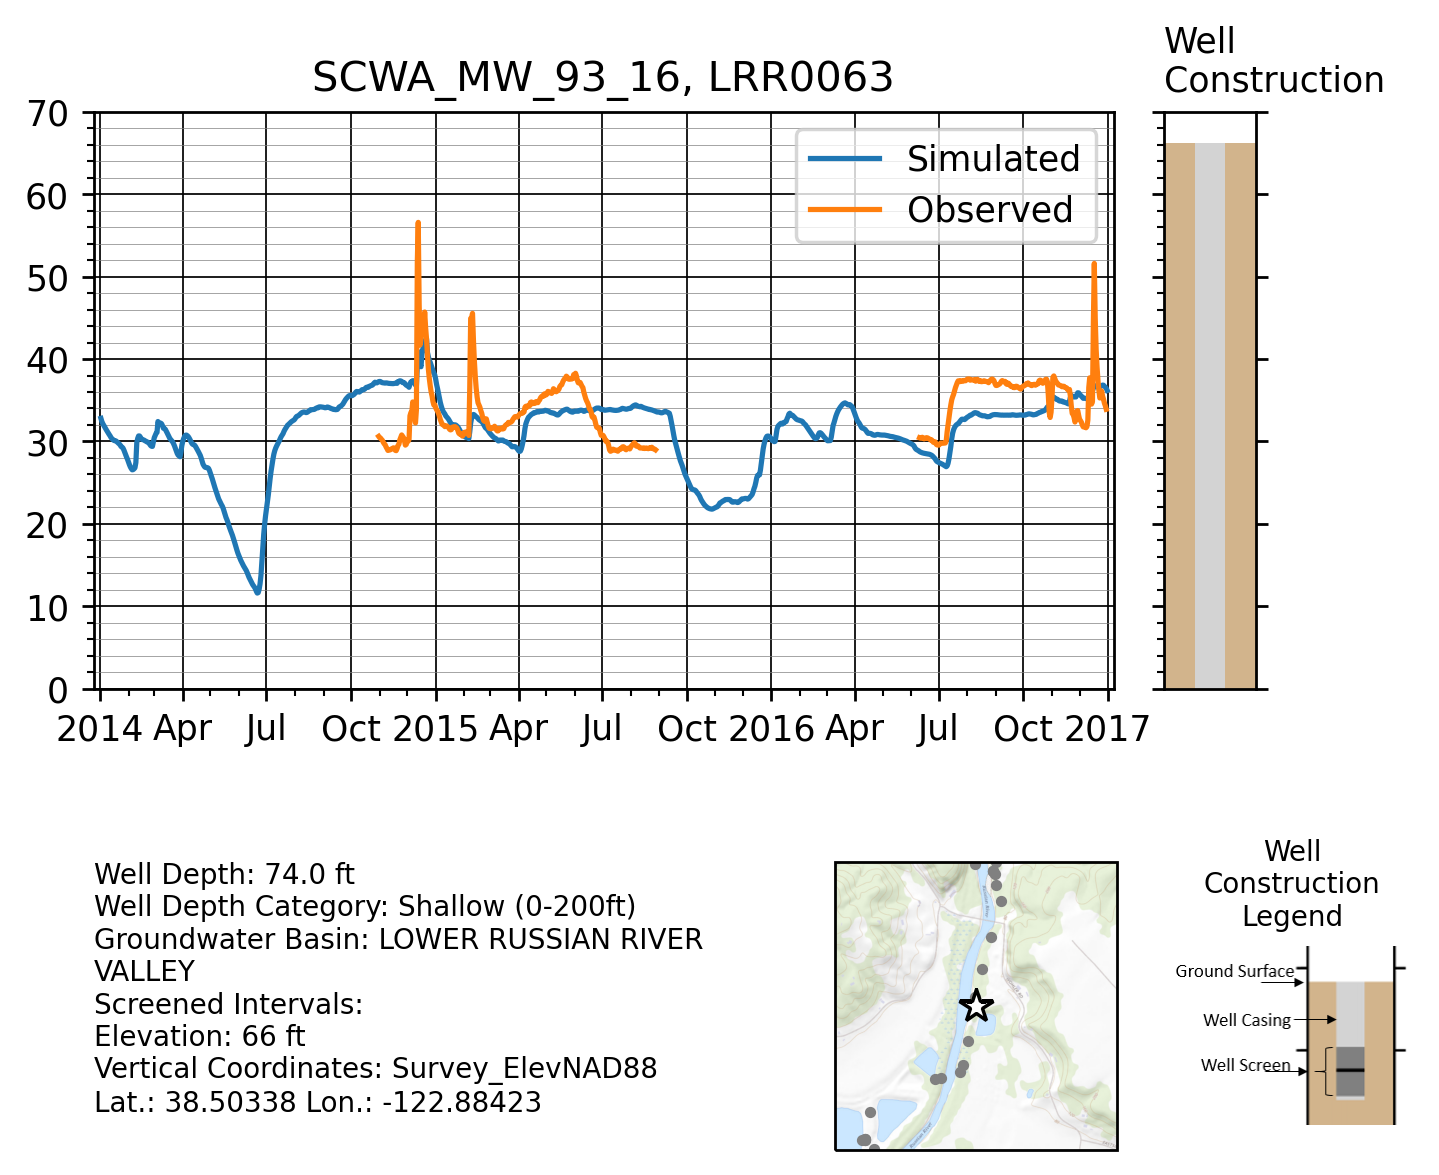 SCWA_MW_93_16, LRR0063
Well
Construction
70
60
50
40
30
20
10
0
Simulated
Observed
2014 Apr Jul Oct 2015 Apr Jul Oct 2016 Apr Jul Oct 2017
Well Depth: 74.0 ft
Well Depth Category: Shallow (0-200ft)
Groundwater Basin: LOWER RUSSIAN RIVER
VALLEY
Screened Intervals:
Elevation: 66 ft
Vertical Coordinates: Survey_ElevNAD88
Lat.: 38.50338 Lon.: -122.88423
Well
Construction
Legend
Ground Surface
Well Casing
Well Screen